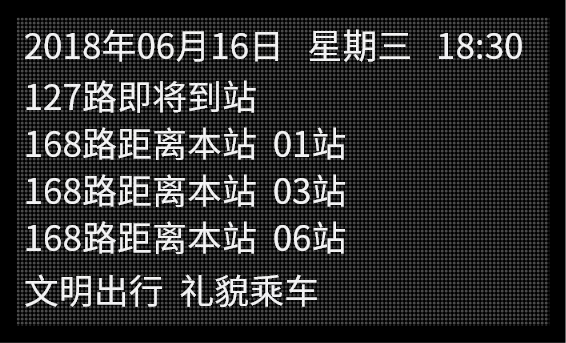 2018年06月16日 星期三 18:30
127路即将到站
168路距离本站 01站
168路距离本站 03站
168路距离本站 06站
文明出行 礼貌乘车